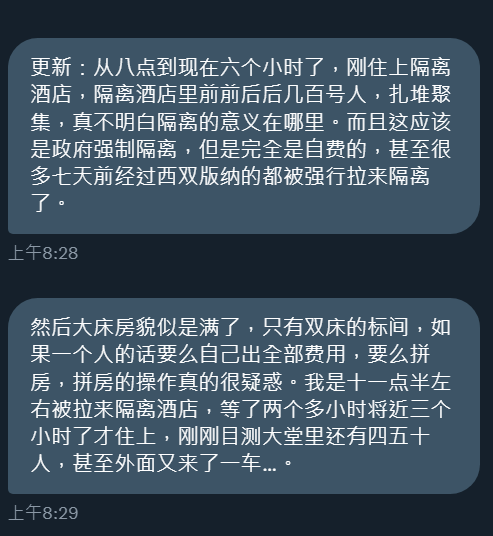 更新：从八点到现在六个小时了，刚住上隔离
酒店，隔离酒店里前前后后几百号人，扎堆聚
集，真不明白隔离的意义在哪里。而且这应该
是政府强制隔离，但是完全是自费的，甚至很
多七天前经过西双版纳的都被强行拉来隔离
了。
上午8:28
然后大床房貌似是满了，只有双床的标间，如
果一个人的话要么自己出全部费用，要么拼
房，拼房的操作真的很疑惑。我是十一点半左
右被拉来隔离酒店，等了两个多小时将近三个
小时了才住上，刚刚目测大堂里还有四五十
人，甚至外面又来了一车...。
上午8:29